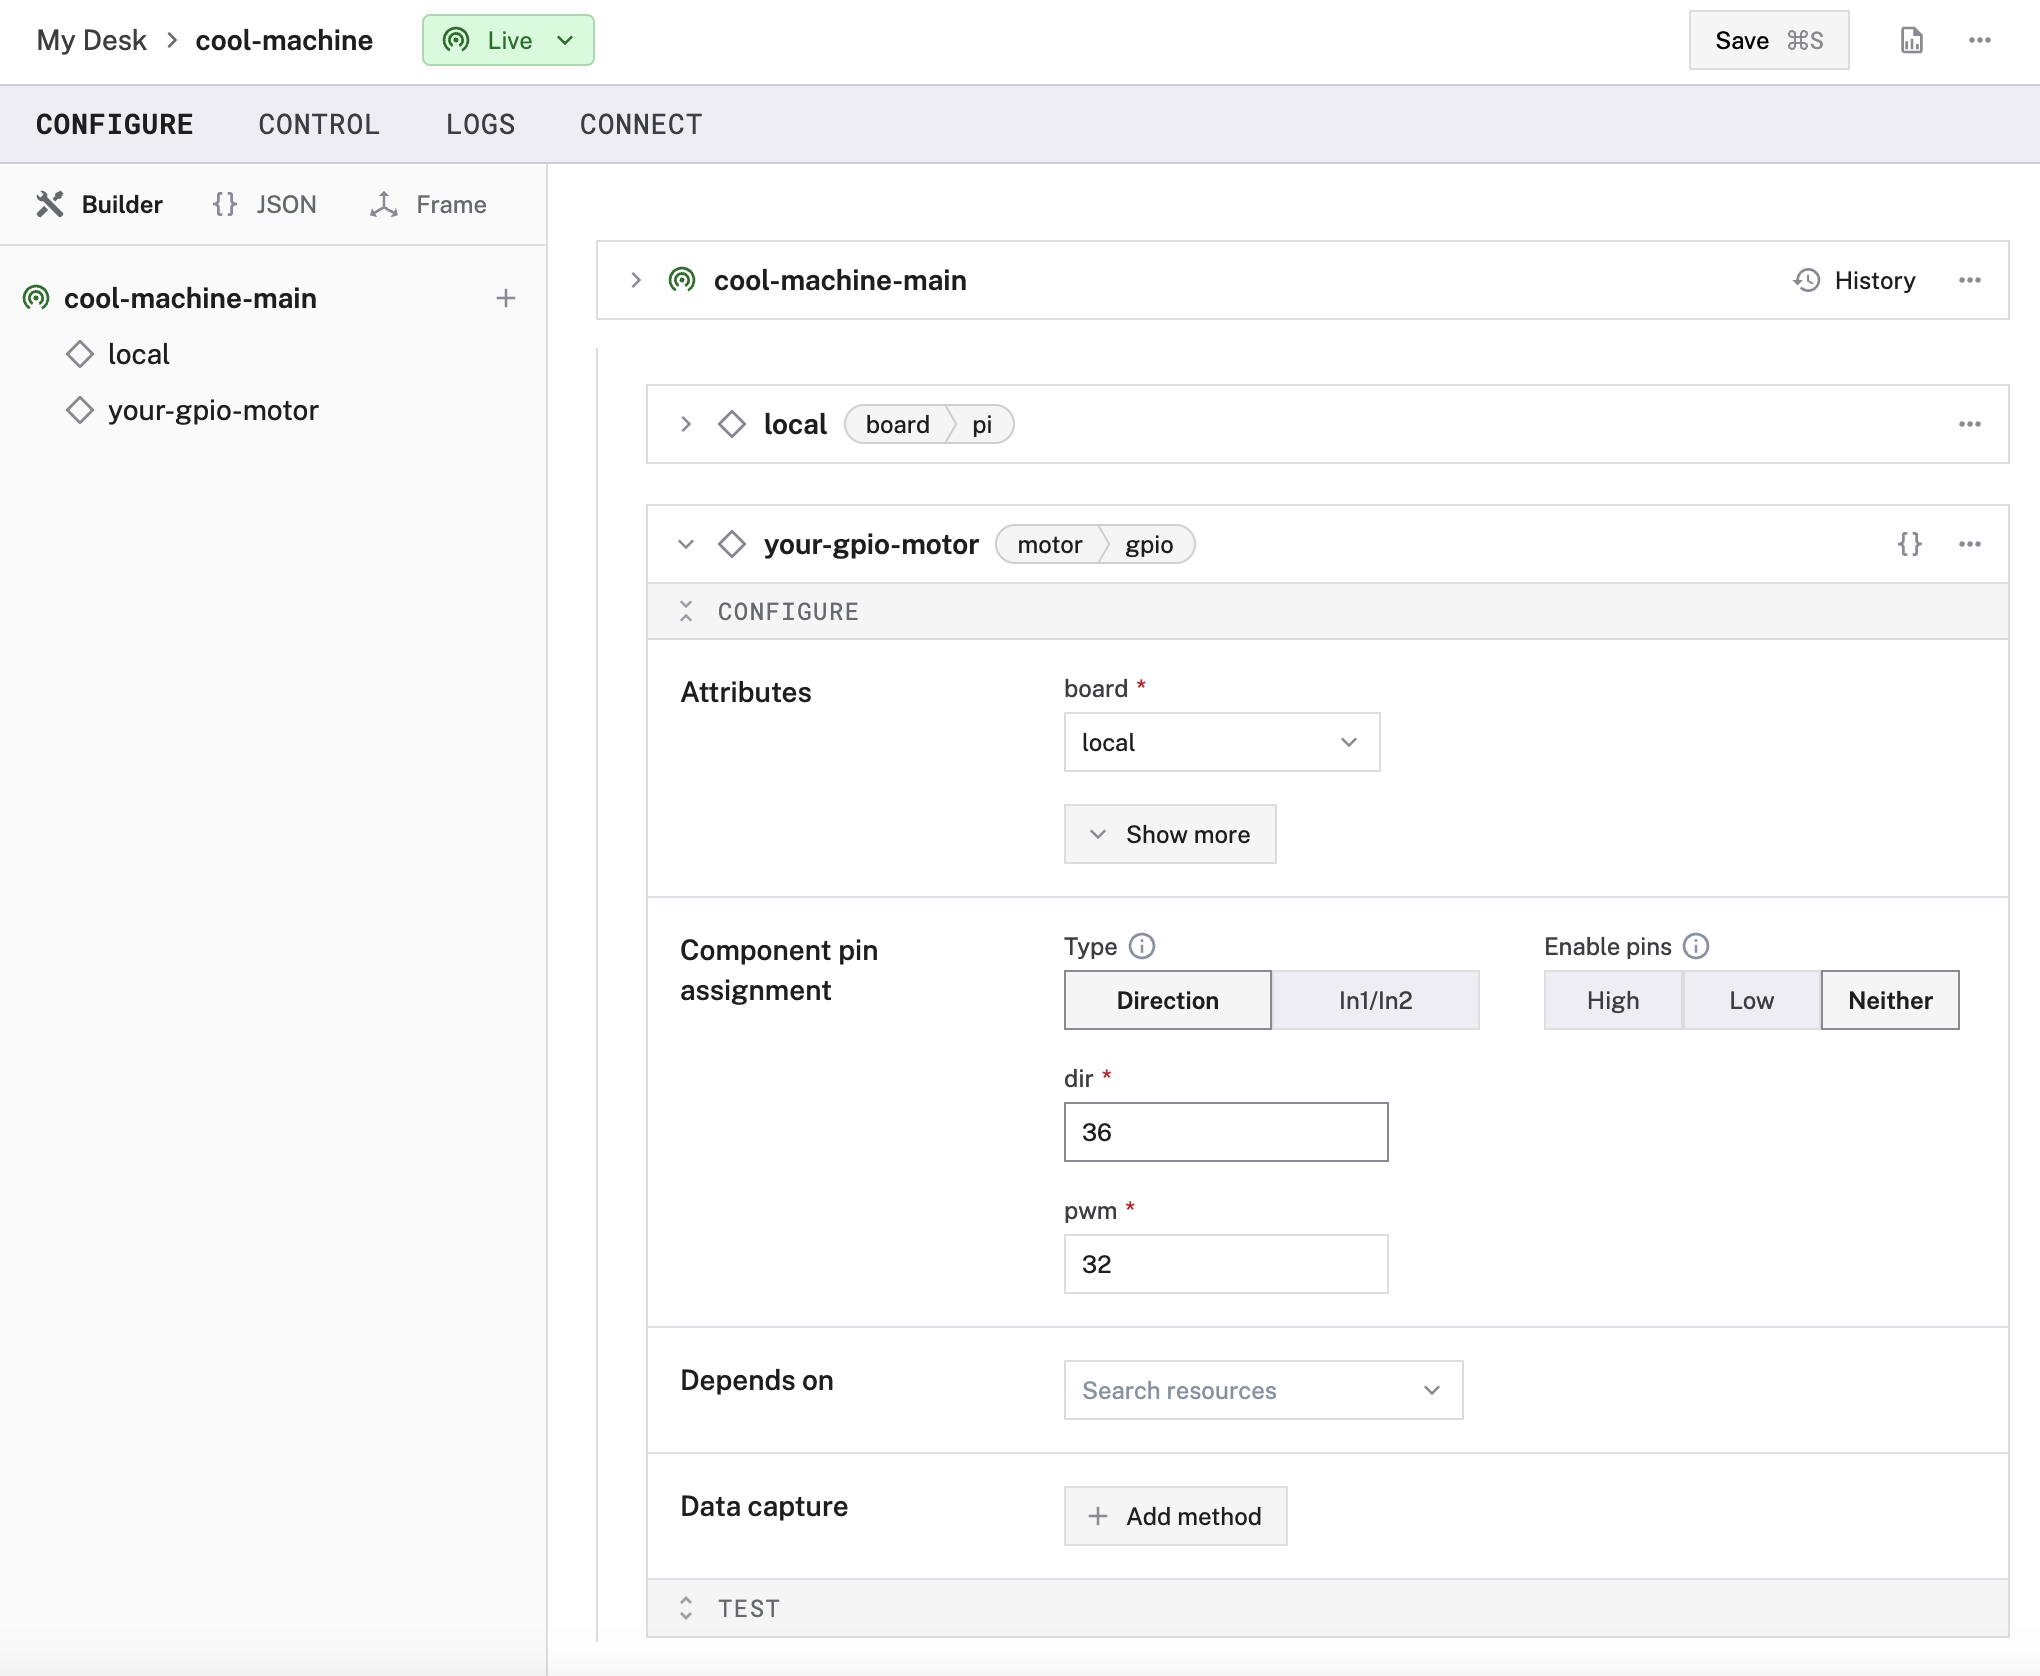 My Desk > cool-machine Live Save ⌘S
CONFIGURE CONTROL LOGS CONNECT
Builder {} JSON Frame
cool-machine-main
local
your-gpio-motor
cool-machine-main History
local board pi
your-gpio-motor motor gpio {}
CONFIGURE
Attributes
board *
local
Show more
Component pin
assignment
Type Enable pins
Direction In1/In2 High Low Neither
dir *
36
pwm *
32
Depends on
Search resources
Data capture
+ Add method
TEST